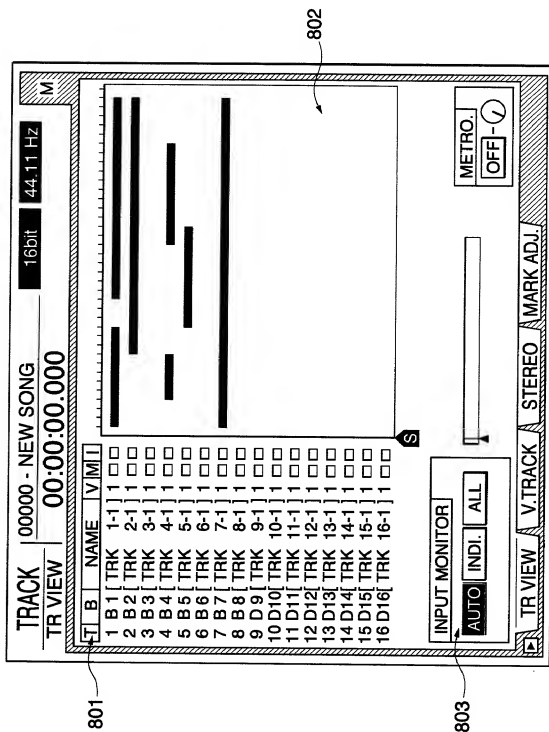 TRACK 00000 - NEW SONG 16bit 44.11 Hz
TR VIEW 00:00:00.000 M
T B NAME V M I
1 B 1 [ TRK 1-1 ] 1
2 B 2 [ TRK 2-1 ] 1
3 B 3 [ TRK 3-1 ] 1
4 B 4 [ TRK 4-1 ] 1
5 B 5 [ TRK 5-1 ] 1
6 B 6 [ TRK 6-1 ] 1
7 B 7 [ TRK 7-1 ] 1
8 B 8 [ TRK 8-1 ] 1
9 D 9 [ TRK 9-1 ] 1
10 D10 [ TRK 10-1 ] 1
11 D11 [ TRK 11-1 ] 1
12 D12 [ TRK 12-1 ] 1
13 D13 [ TRK 13-1 ] 1
14 D14 [ TRK 14-1 ] 1
15 D15 [ TRK 15-1 ] 1
16 D16 [ TRK 16-1 ] 1
S
INPUT MONITOR
AUTO INDI. ALL
METRO.
OFF
TR VIEW V.TRACK STEREO MARK ADJ.
801
802
803